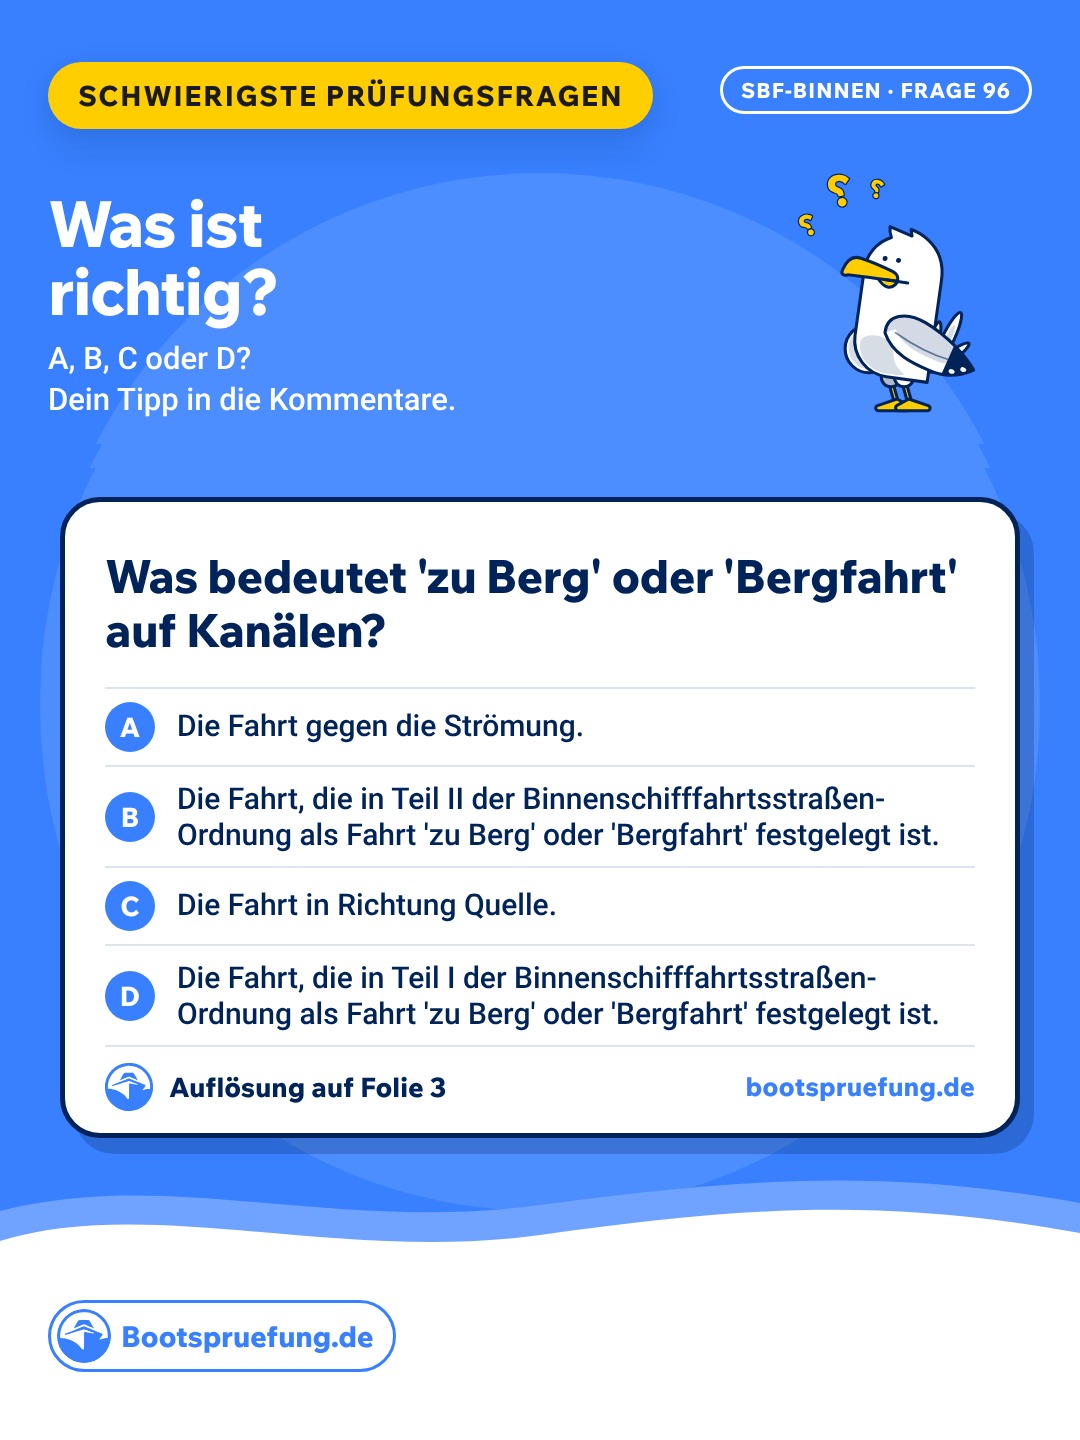 SCHWIERIGSTE PRÜFUNGSFRAGEN
SBF-BINNEN · FRAGE 96
Was ist
richtig?
A, B, C oder D?
Dein Tipp in die Kommentare.
? ? ?
Was bedeutet 'zu Berg' oder 'Bergfahrt'
auf Kanälen?
A Die Fahrt gegen die Strömung.
B Die Fahrt, die in Teil II der Binnenschifffahrtsstraßen-
Ordnung als Fahrt 'zu Berg' oder 'Bergfahrt' festgelegt ist.
C Die Fahrt in Richtung Quelle.
D Die Fahrt, die in Teil I der Binnenschifffahrtsstraßen-
Ordnung als Fahrt 'zu Berg' oder 'Bergfahrt' festgelegt ist.
Auflösung auf Folie 3
bootspruefung.de
Bootspruefung.de